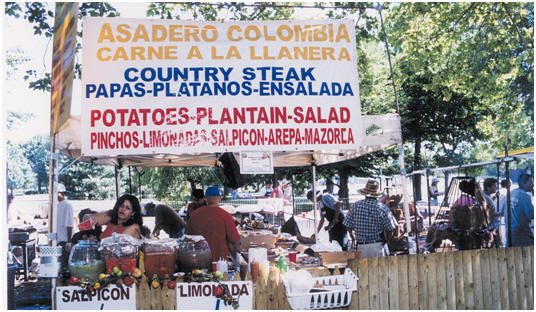 ASADERO COLOMBIA
CARNE A LA LLANERA
COUNTRY STEAK
PAPAS-PLATANOS-ENSALADA
POTATOES-PLANTAIN-SALAD
PINCHOS-LIMONADAS-SALPICON-AREPA-MAZORCA
SALPICON
LIMONADA